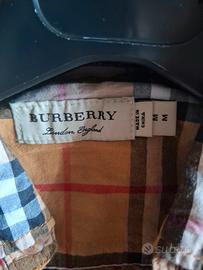 BURBERRY
London, England
MADE IN CHINA
M
M
Subito